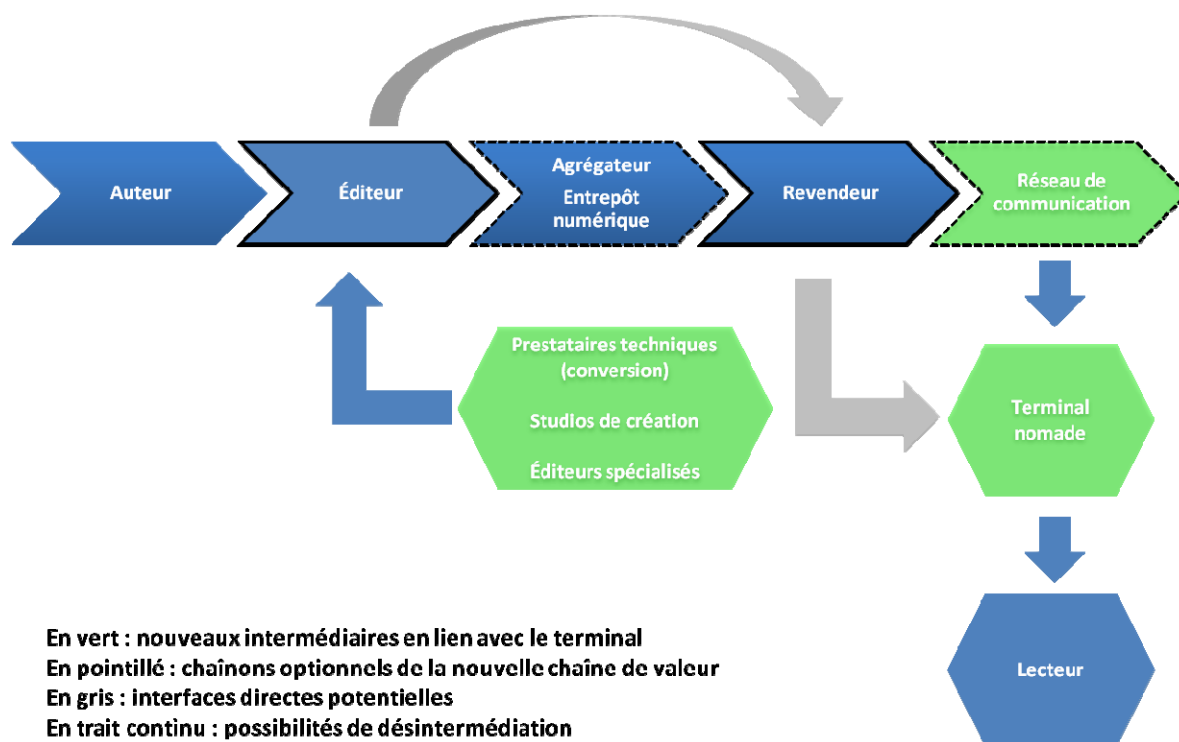 Auteur
Éditeur
Agrégateur
Entrepôt
numérique
Revendeur
Réseau de
communication
Prestataires techniques
(conversion)
Studios de création
Éditeurs spécialisés
Terminal
nomade
Lecteur
En vert : nouveaux intermédiaires en lien avec le terminal
En pointillé : chaînons optionnels de la nouvelle chaîne de valeur
En gris : interfaces directes potentielles
En trait continu : possibilités de désintermédiation